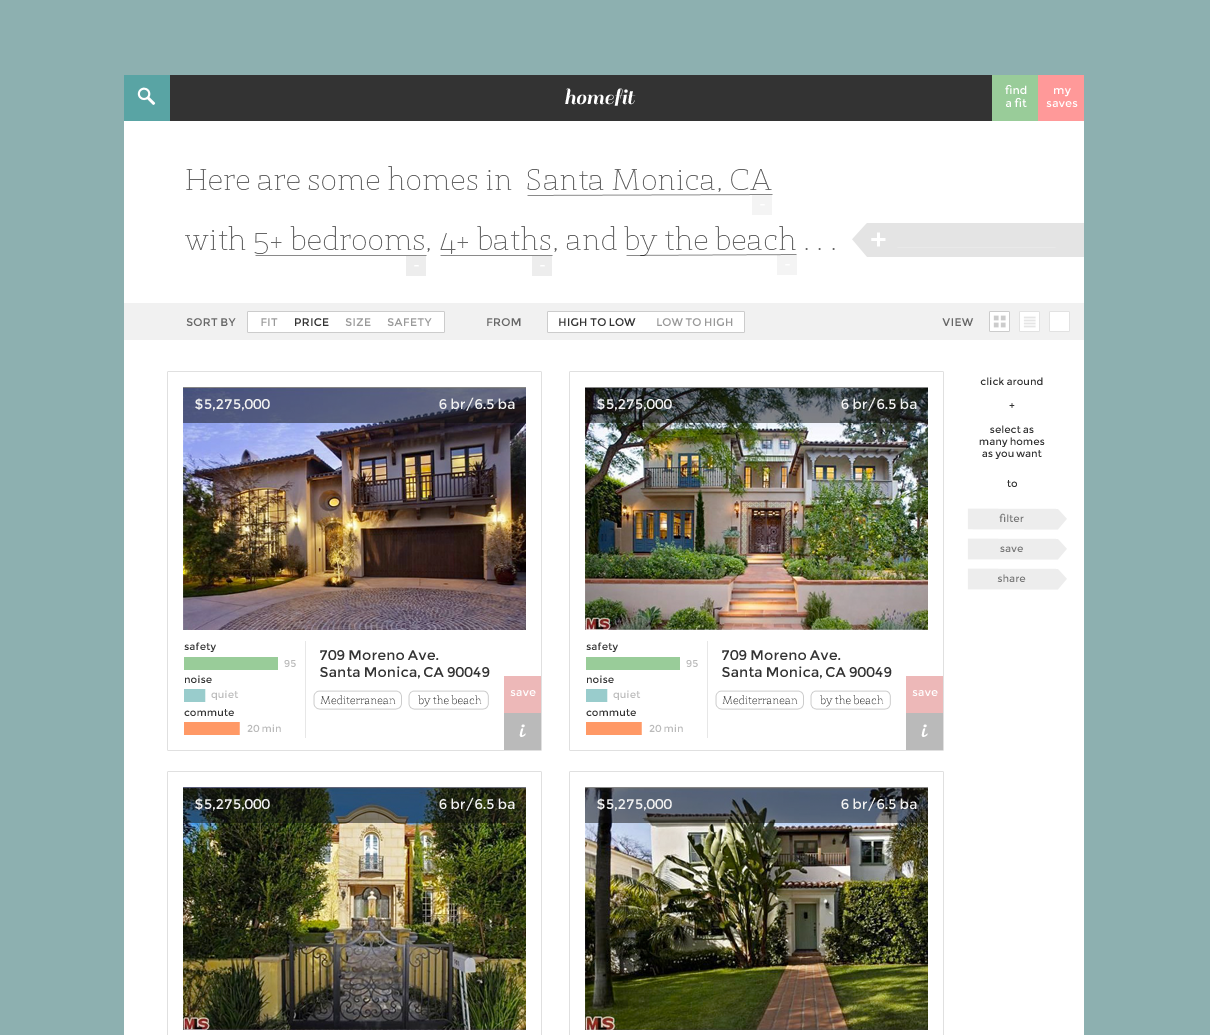 homefit
find
a fit
my
saves
Here are some homes in Santa Monica, CA
with 5+ bedrooms, 4+ baths, and by the beach . . .
+
SORT BY FIT PRICE SIZE SAFETY FROM HIGH TO LOW LOW TO HIGH VIEW
$5,275,000 6 br/6.5 ba
safety
95
noise
quiet
commute
20 min
709 Moreno Ave.
Santa Monica, CA 90049
Mediterranean by the beach
save
i
$5,275,000 6 br/6.5 ba
MLS
safety
95
noise
quiet
commute
20 min
709 Moreno Ave.
Santa Monica, CA 90049
Mediterranean by the beach
save
i
click around
+
select as
many homes
as you want
to
filter
save
share
$5,275,000 6 br/6.5 ba
MLS
$5,275,000 6 br/6.5 ba
MLS